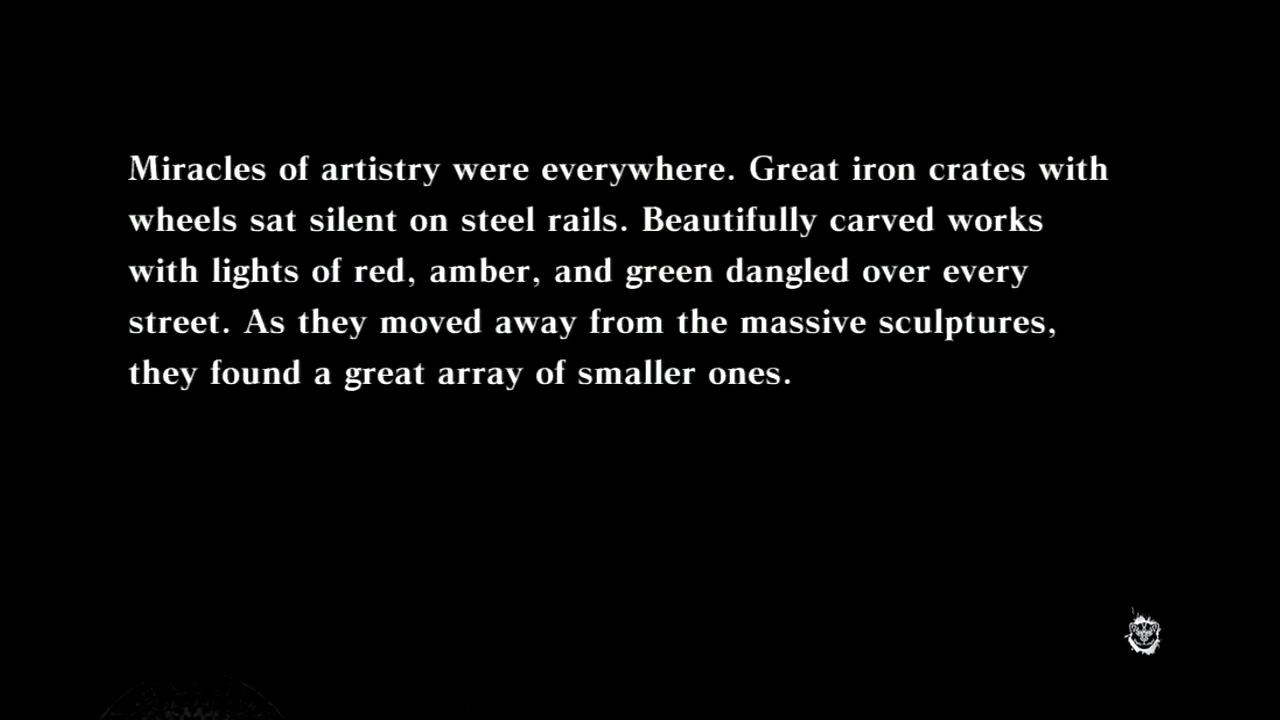 Miracles of artistry were everywhere. Great iron crates with
wheels sat silent on steel rails. Beautifully carved works
with lights of red, amber, and green dangled over every
street. As they moved away from the massive sculptures,
they found a great array of smaller ones.